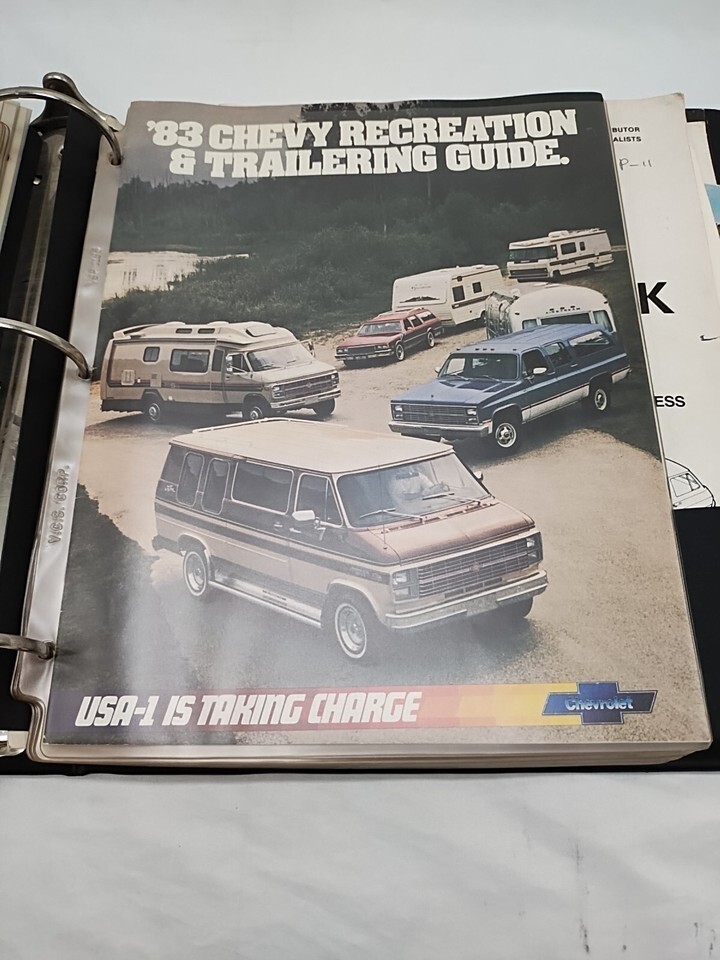 '83 CHEVY RECREATION
& TRAILERING GUIDE.
USA-1 IS TAKING CHARGE
Chevrolet
BUTOR
ALISTS
P-11
K
ESS